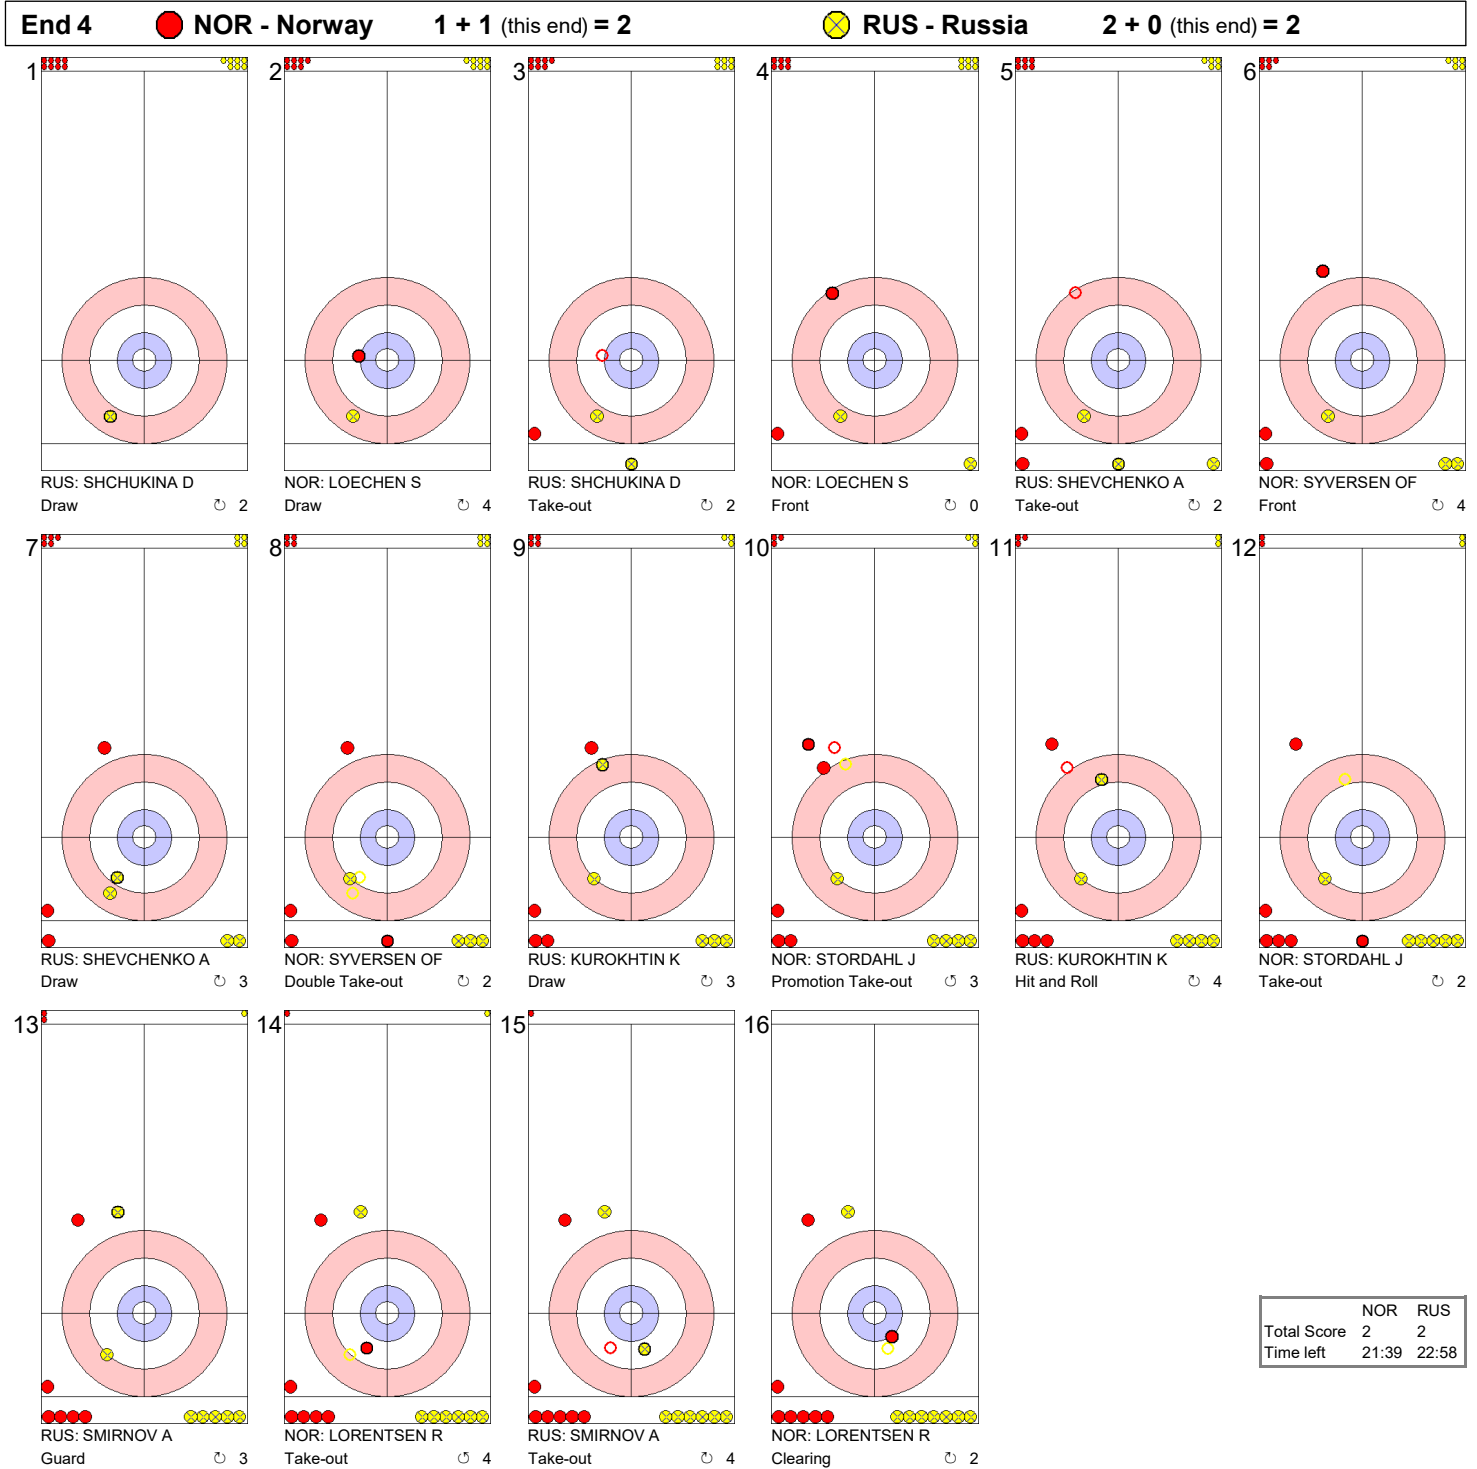 End 4 NOR - Norway 1 + 1 (this end) = 2 RUS - Russia 2 + 0 (this end) = 2
1 2 3 4 5 6
RUS: SHCHUKINA D NOR: LOECHEN S RUS: SHCHUKINA D NOR: LOECHEN S RUS: SHEVCHENKO A NOR: SYVERSEN OF
Draw ↻ 2 Draw ↻ 4 Take-out ↻ 2 Front ↻ 0 Take-out ↻ 2 Front ↻ 4
7 8 9 10 11 12
RUS: SHEVCHENKO A NOR: SYVERSEN OF RUS: KUROKHTIN K NOR: STORDAHL J RUS: KUROKHTIN K NOR: STORDAHL J
Draw ↻ 3 Double Take-out ↻ 2 Draw ↻ 3 Promotion Take-out ↺ 3 Hit and Roll ↻ 4 Take-out ↻ 2
13 14 15 16
NOR RUS
Total Score 2 2
Time left 21:39 22:58
RUS: SMIRNOV A NOR: LORENTSEN R RUS: SMIRNOV A NOR: LORENTSEN R
Guard ↻ 3 Take-out ↺ 4 Take-out ↻ 4 Clearing ↻ 2